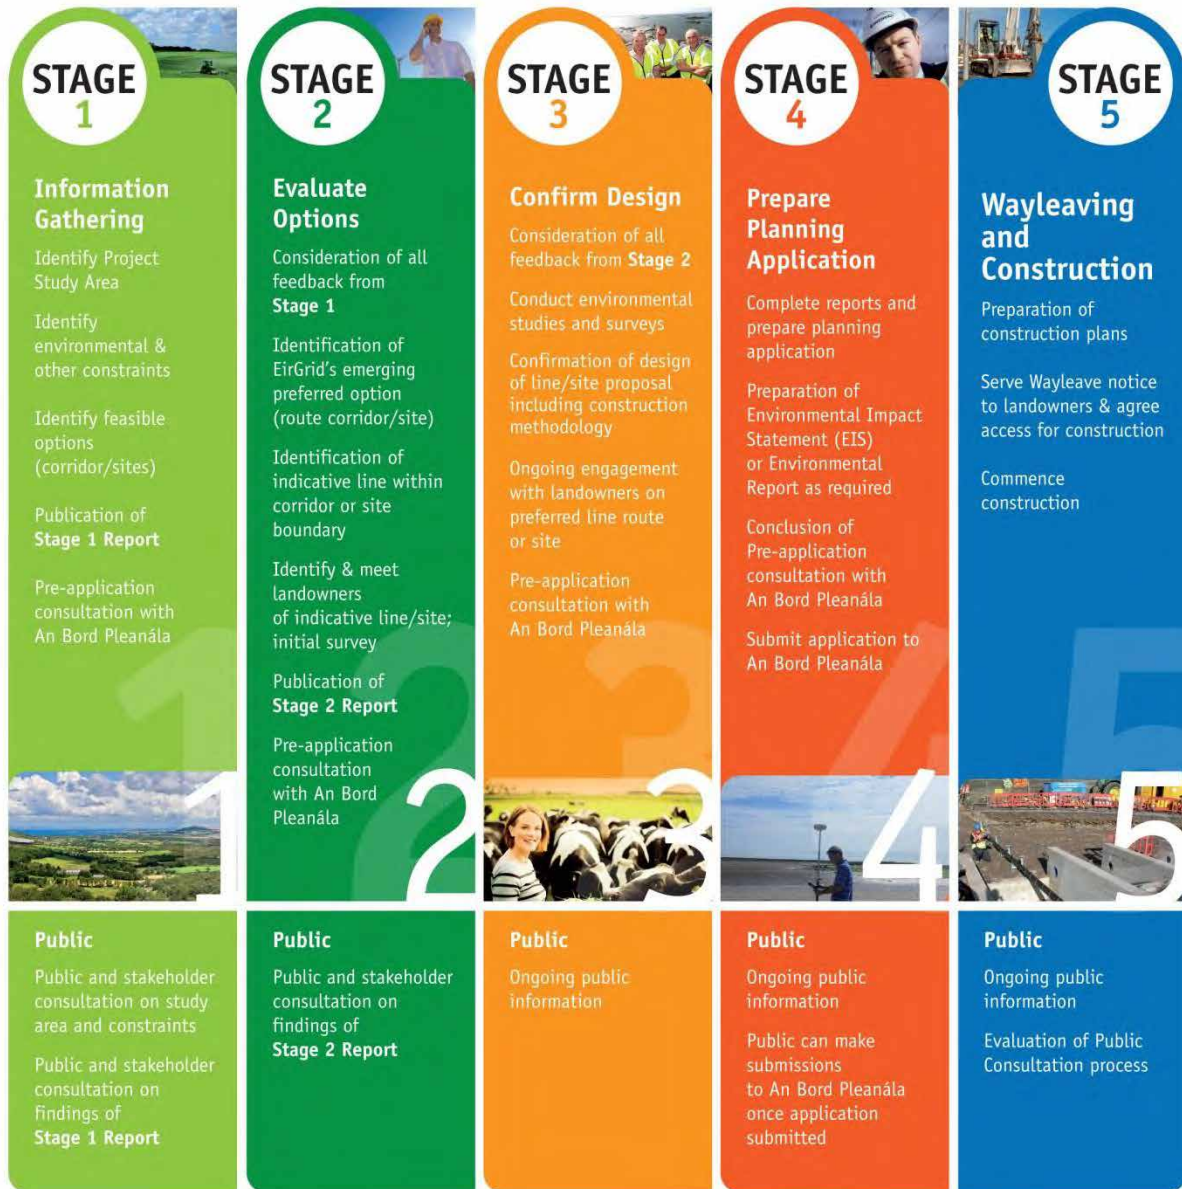 STAGE
1
Information
Gathering
Identify Project
Study Area
Identify
environmental &
other constraints
Identify feasible
options
(corridor/sites)
Publication of
Stage 1 Report
Pre-application
consultation with
An Bord Pleanála
1
1
Public
Public and stakeholder
consultation on study
area and constraints
Public and stakeholder
consultation on
findings of
Stage 1 Report
STAGE
2
Evaluate
Options
Consideration of all
feedback from
Stage 1
Identification of
EirGrid's emerging
preferred option
(route corridor/site)
Identification of
indicative line within
corridor or site
boundary
Identify & meet
landowners
of indicative line/site;
initial survey
Publication of
Stage 2 Report
Pre-application
consultation
with An Bord
Pleanála
2
2
Public
Public and stakeholder
consultation on
findings of
Stage 2 Report
STAGE
3
Confirm Design
Consideration of all
feedback from Stage 2
Conduct environmental
studies and surveys
Confirmation of design
of line/site proposal
including construction
methodology
Ongoing engagement
with landowners on
preferred line route
or site
Pre-application
consultation with
An Bord Pleanála
3
3
Public
Ongoing public
information
STAGE
4
Prepare
Planning
Application
Complete reports and
prepare planning
application
Preparation of
Environmental Impact
Statement (EIS)
or Environmental
Report as required
Conclusion of
Pre-application
consultation with
An Bord Pleanála
Submit application to
An Bord Pleanála
4
4
Public
Ongoing public
information
Public can make
submissions
to An Bord Pleanála
once application
submitted
STAGE
5
Wayleaving
and
Construction
Preparation of
construction plans
Serve Wayleave notice
to landowners & agree
access for construction
Commence
construction
5
5
Public
Ongoing public
information
Evaluation of Public
Consultation process